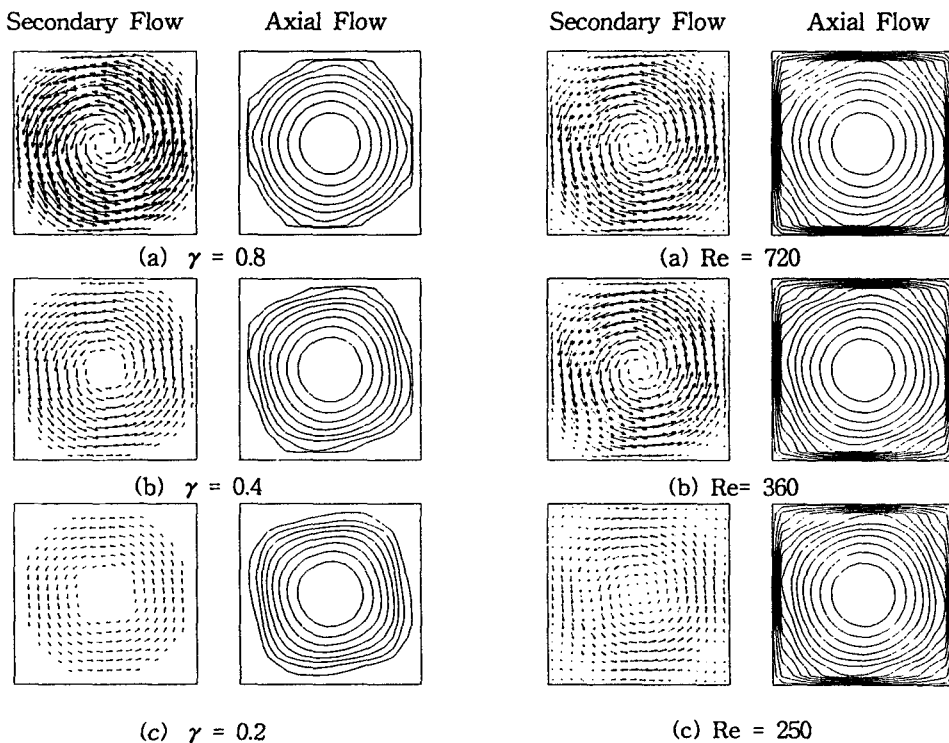 Secondary Flow Axial Flow
(a) γ = 0.8
(b) γ = 0.4
(c) γ = 0.2
Secondary Flow Axial Flow
(a) Re = 720
(b) Re= 360
(c) Re = 250